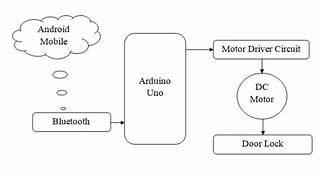 Android
Mobile
Bluetooth
Arduino
Uno
Motor Driver Circuit
DC
Motor
Door Lock